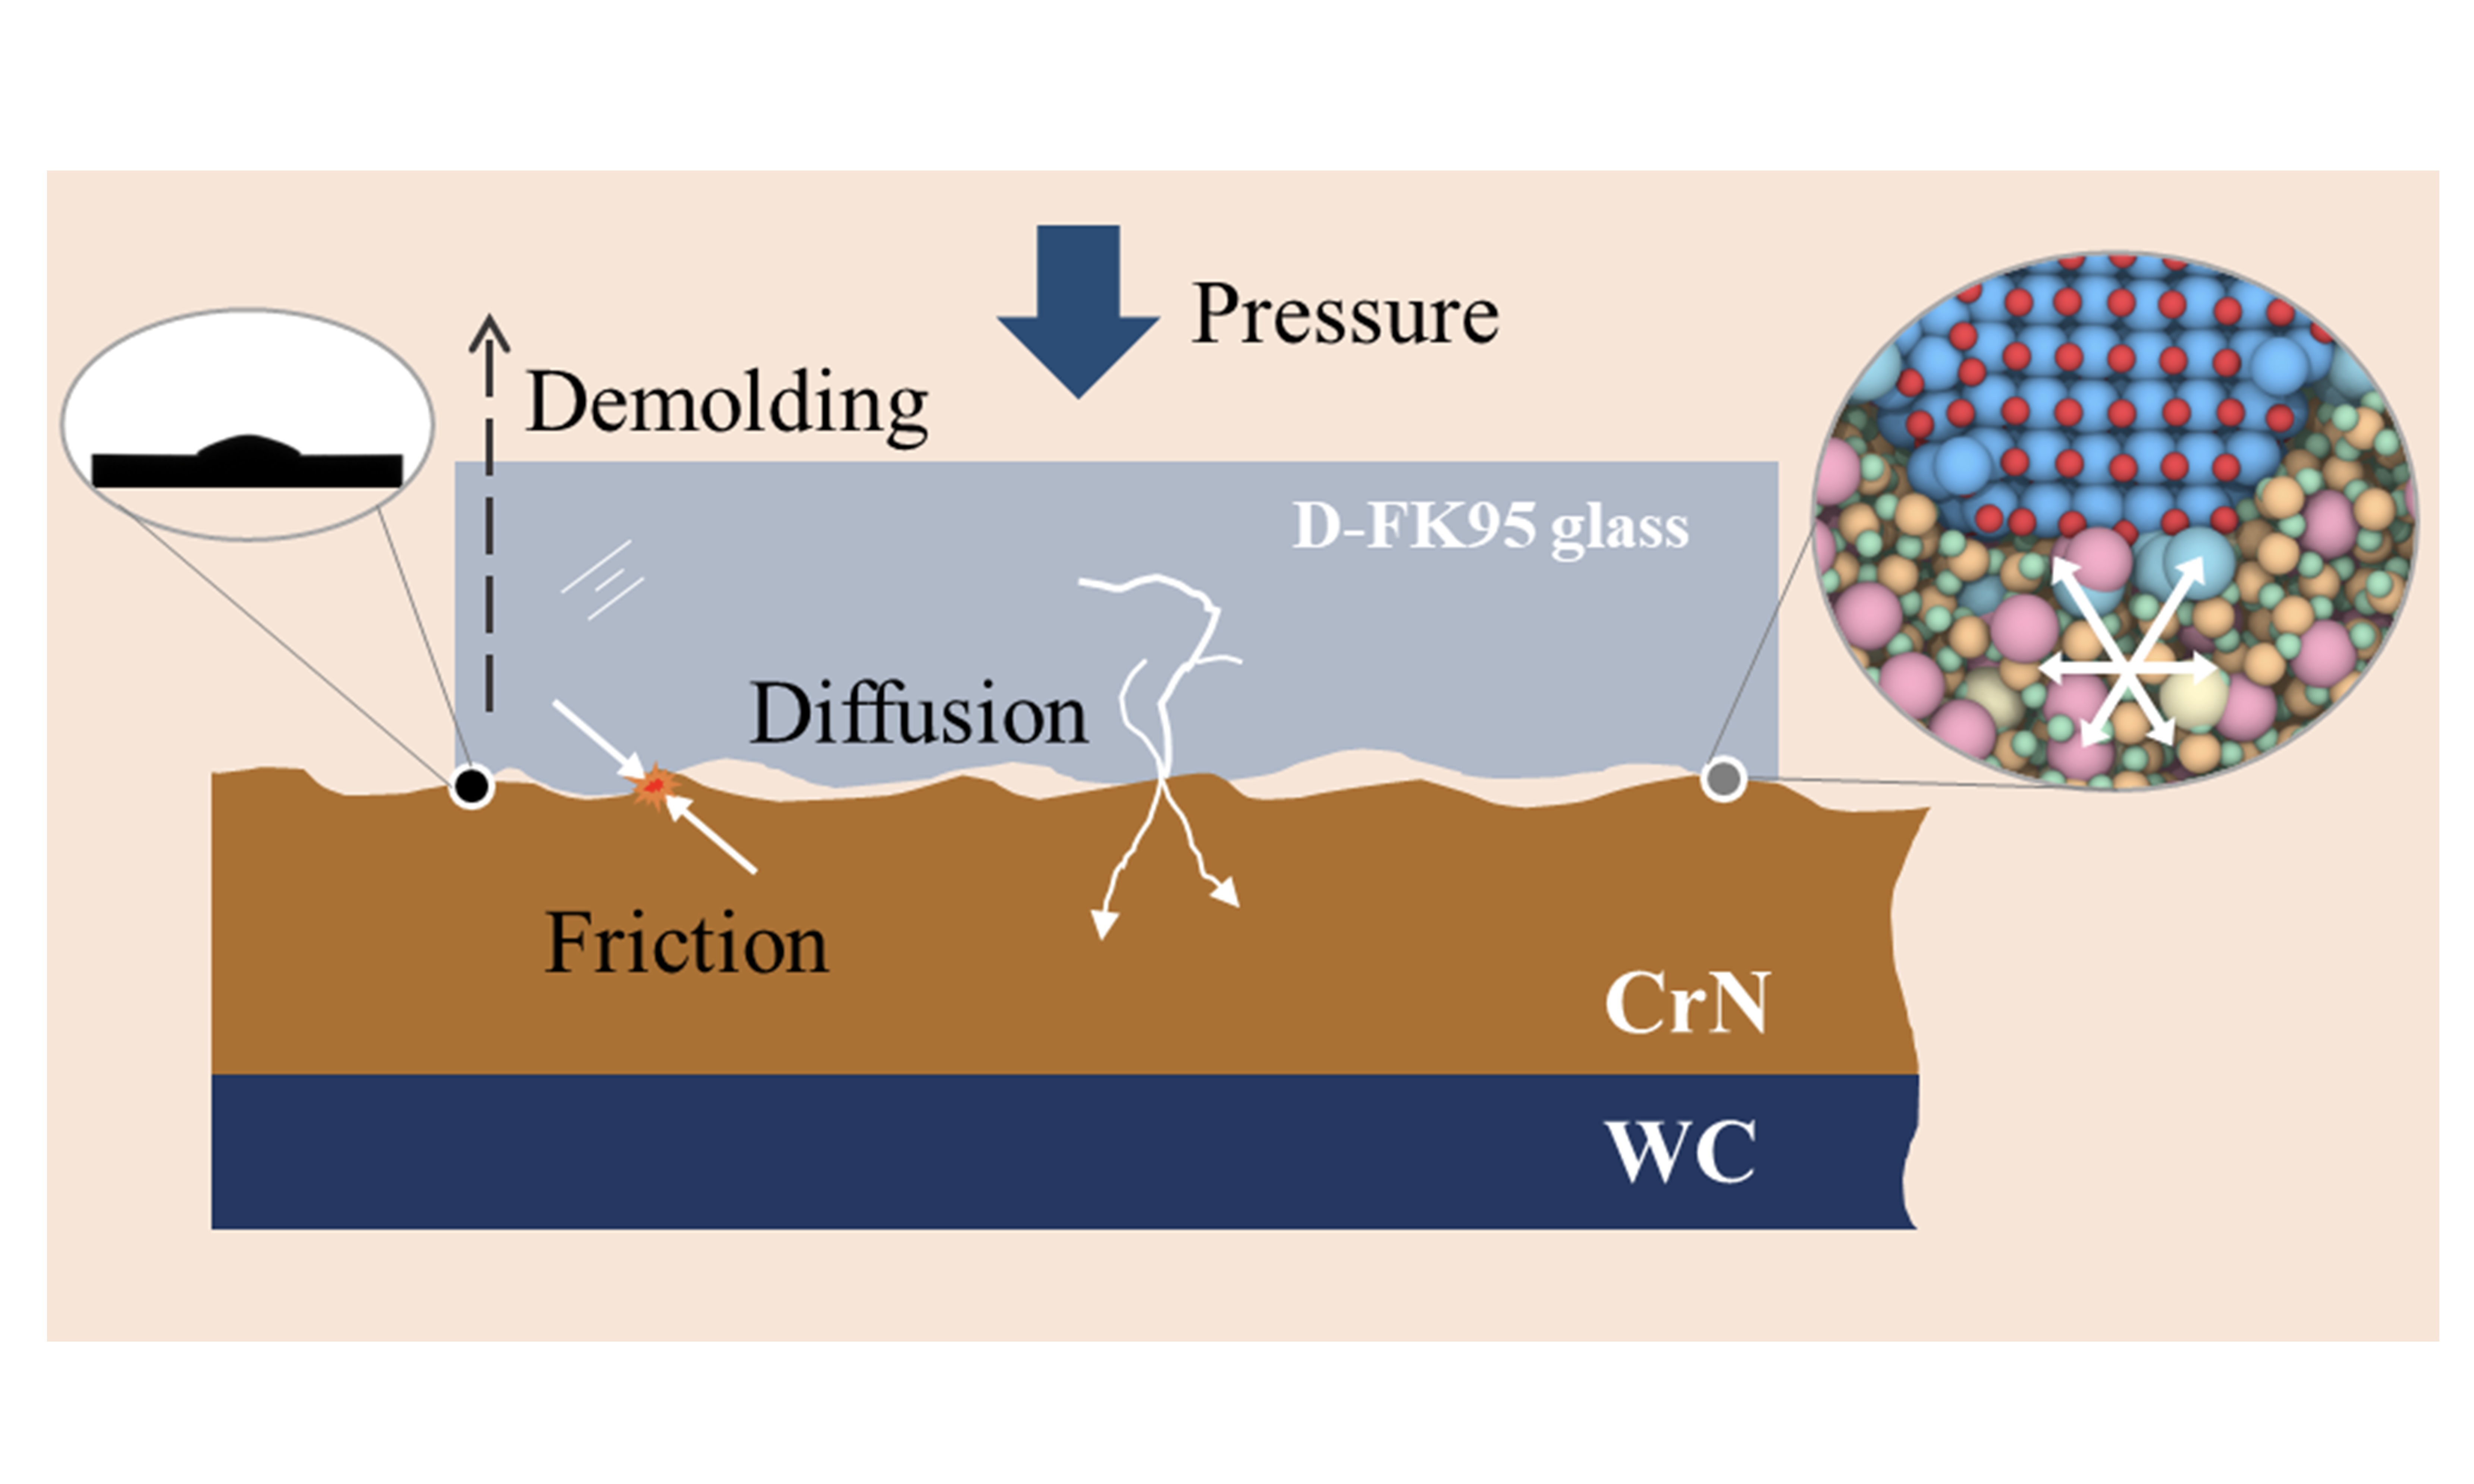 Pressure
Demolding
D-FK95 glass
Diffusion
Friction
CrN
WC